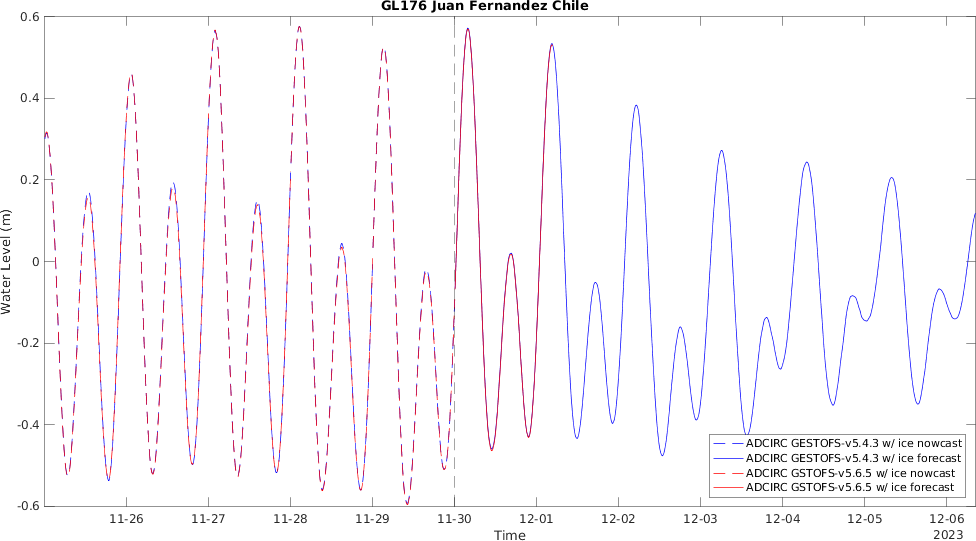 GL176 Juan Fernandez Chile
Water Level (m)
0.6
0.4
0.2
0
-0.2
-0.4
-0.6
ADCIRC GESTOFS-v5.4.3 w/ ice nowcast
ADCIRC GESTOFS-v5.4.3 w/ ice forecast
ADCIRC GSTOFS-v5.6.5 w/ ice nowcast
ADCIRC GSTOFS-v5.6.5 w/ ice forecast
11-26 11-27 11-28 11-29 11-30 12-01 12-02 12-03 12-04 12-05 12-06
Time
2023